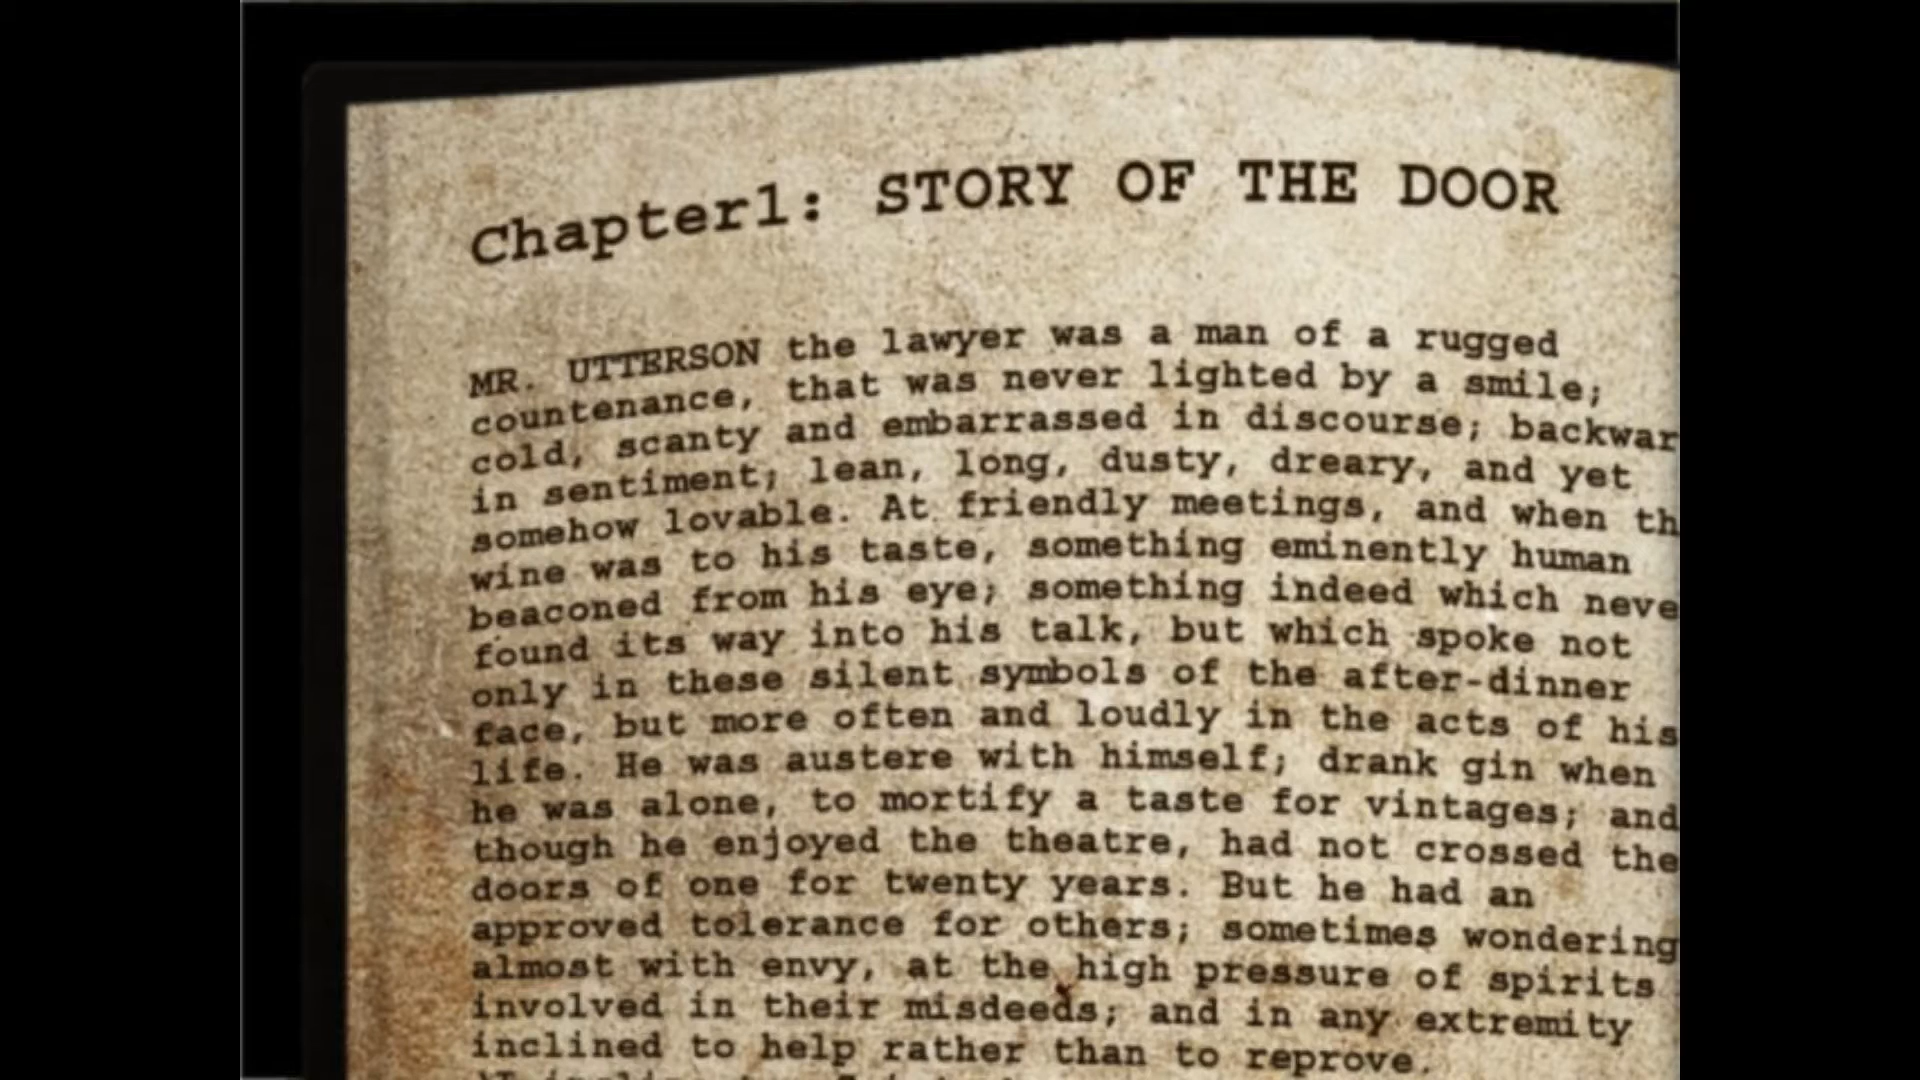 Chapter1: STORY OF THE DOOR
MR. UTTERSON the lawyer was a man of a rugged
countenance, that was never lighted by a smile;
cold, scanty and embarrassed in discourse; backwar
in sentiment; lean, long, dusty, dreary, and yet
somehow lovable. At friendly meetings, and when th
wine was to his taste, something eminently human
beaconed from his eye; something indeed which neve
found its way into his talk, but which spoke not
only in these silent symbols of the after-dinner
face, but more often and loudly in the acts of his
life. He was austere with himself; drank gin when
he was alone, to mortify a taste for vintages; and
though he enjoyed the theatre, had not crossed the
doors of one for twenty years. But he had an
approved tolerance for others; sometimes wondering
almost with envy, at the high pressure of spirits
involved in their misdeeds; and in any extremity
inclined to help rather than to reprove.